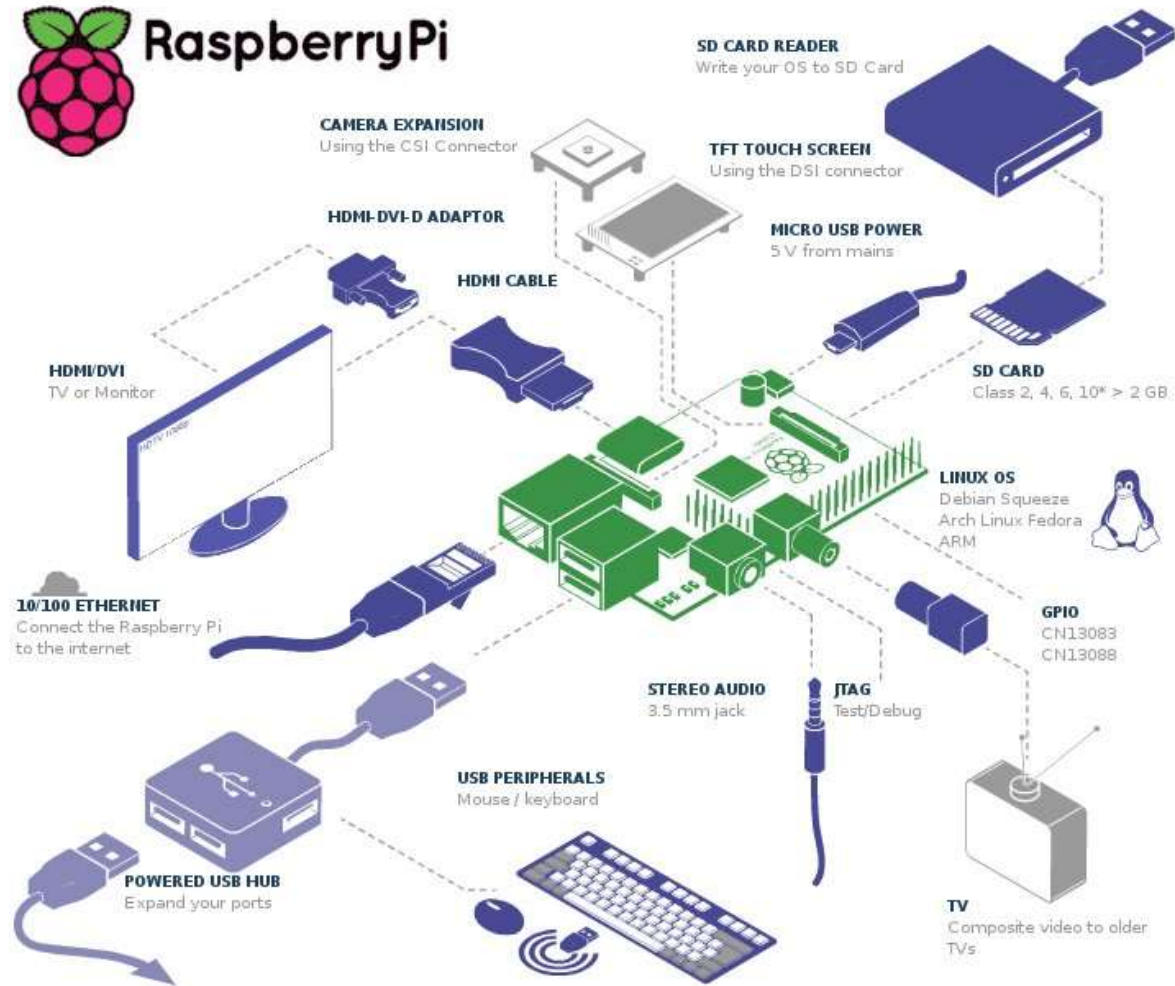 RaspberryPi
SD CARD READER
Write your OS to SD Card
CAMERA EXPANSION
Using the CSI Connector
TFT TOUCH SCREEN
Using the DSI connector
HDMI-DVI-D ADAPTOR
MICRO USB POWER
5 V from mains
HDMI CABLE
HDMI/DVI
TV or Monitor
HDTV 1080p
SD CARD
Class 2, 4, 6, 10* > 2 GB
LINUX OS
Debian Squeeze
Arch Linux Fedora
ARM
10/100 ETHERNET
Connect the Raspberry Pi
to the internet
GPIO
CN13083
CN13088
STEREO AUDIO
3.5 mm jack
JTAG
Test/Debug
USB PERIPHERALS
Mouse / keyboard
POWERED USB HUB
Expand your ports
TV
Composite video to older
TVs